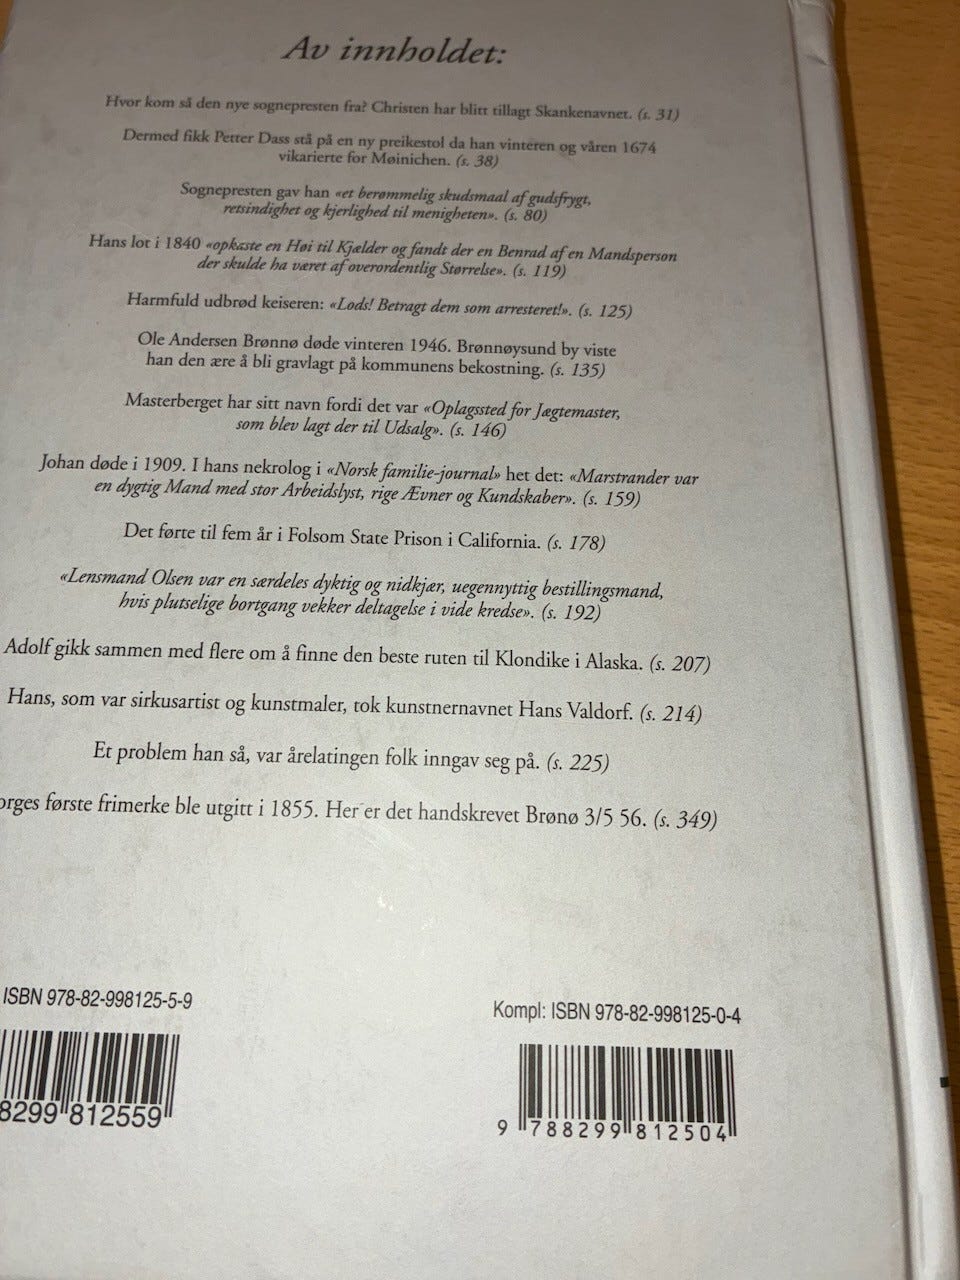 Av innholdet:
Hvor kom så den nye sognepresten fra? Christen har blitt tillagt Skankenavnet. (s. 31)
Dermed fikk Petter Dass stå på en ny preikestol da han vinteren og våren 1674
vikarierte for Møinichen. (s. 38)
Sognepresten gav han «et berømmelig skudsmaal af gudsfrygt,
retsindighet og kjerlighed til menigheten». (s. 80)
Hans lot i 1840 «opkaste en Høi til Kjælder og fandt der en Benrad af en Mandsperson
der skulde ha været af overordentlig Størrelse». (s. 119)
Harmfuld udbrød keiseren: «Lods! Betragt dem som arresteret!». (s. 125)
Ole Andersen Brønnø døde vinteren 1946. Brønnøysund by viste
han den ære å bli gravlagt på kommunens bekostning. (s. 135)
Masterberget har sitt navn fordi det var «Oplagssted for Jægtemaster,
som blev lagt der til Udsalg». (s. 146)
Johan døde i 1909. I hans nekrolog i «Norsk familie-journal» het det: «Marstrander var
en dygtig Mand med stor Arbeidslyst, rige Ævner og Kundskaber». (s. 159)
Det førte til fem år i Folsom State Prison i California. (s. 178)
«Lensmand Olsen var en særdeles dyktig og nidkjær, uegennyttig bestillingsmand,
hvis plutselige bortgang vekker deltagelse i vide kredse». (s. 192)
Adolf gikk sammen med flere om å finne den beste ruten til Klondike i Alaska. (s. 207)
Hans, som var sirkusartist og kunstmaler, tok kunstnernavnet Hans Valdorf. (s. 214)
Et problem han så, var årelatingen folk inngav seg på. (s. 225)
orges første frimerke ble utgitt i 1855. Her er det handskrevet Brønø 3/5 56. (s. 349)
ISBN 978-82-998125-5-9
8299 812559
Kompl: ISBN 978-82-998125-0-4
9 788299 812504